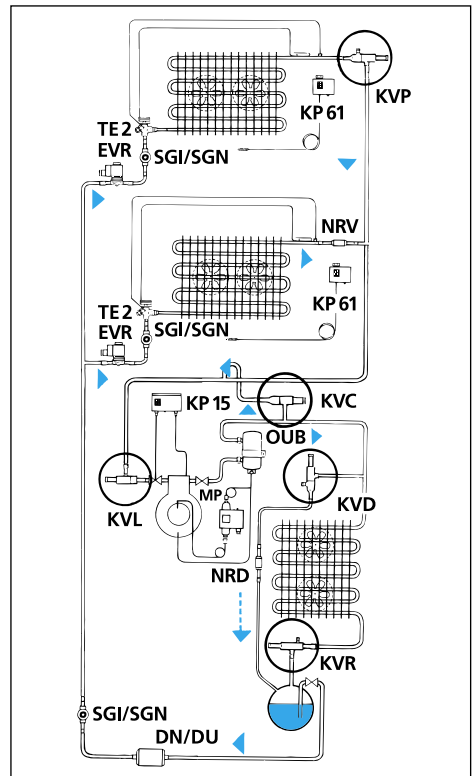 KVP
KP 61
TE 2
EVR
SGI/SGN
NRV
KP 61
TE 2
EVR
SGI/SGN
KVC
KP 15
OUB
KVL
MP
KVD
NRD
KVR
SGI/SGN
DN/DU